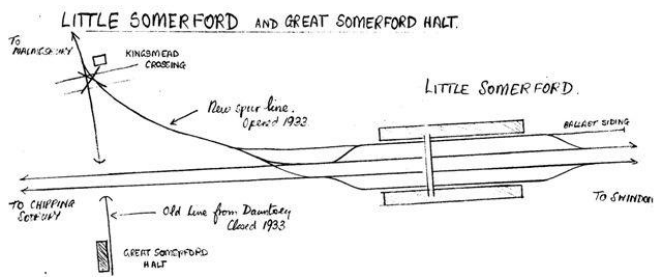 LITTLE SOMERFORD AND GREAT SOMERFORD HALT.
TO
MALMESBURY
KINGSMEAD
CROSSING
New spur line.
Opened 1933
LITTLE SOMERFORD.
BALLAST SIDING
TO CHIPPING
SODBURY
Old Line from Dauntsey
Closed 1933
TO SWINDON
GREAT SOMERFORD
HALT